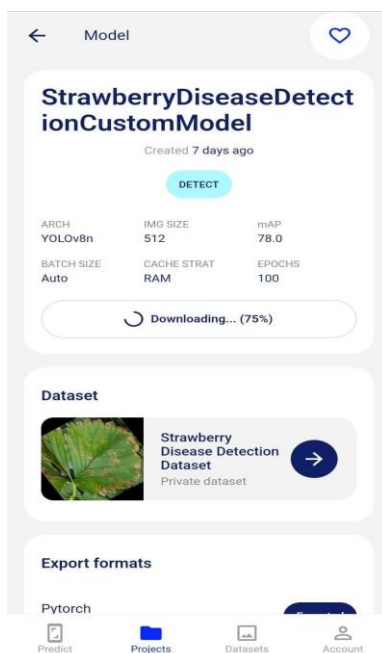 Model
StrawberryDiseaseDetect
ionCustomModel
Created 7 days ago
DETECT
ARCH IMG SIZE mAP
YOLOv8n 512 78.0
BATCH SIZE CACHE STRAT EPOCHS
Auto RAM 100
Downloading... (75%)
Dataset
Strawberry
Disease Detection
Dataset
Private dataset
Export formats
Pytorch
Predict Projects Datasets Account